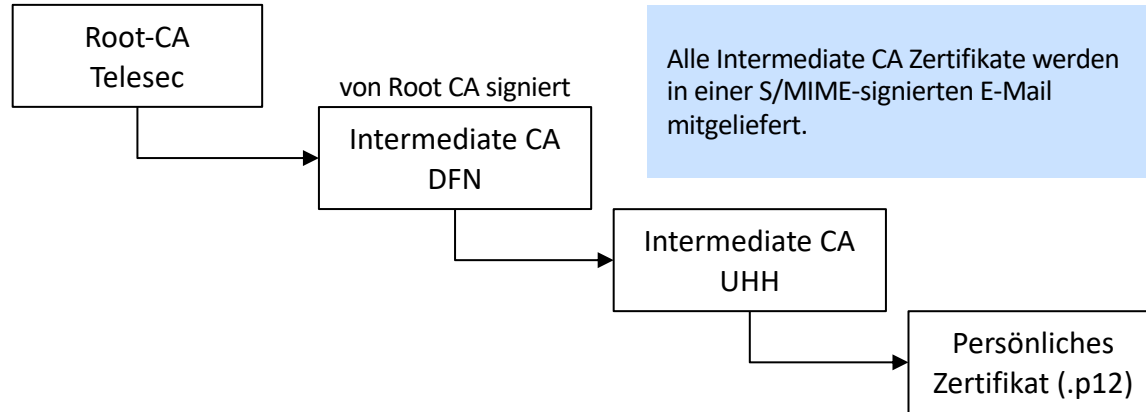 Root-CA
Telesec
von Root CA signiert
Intermediate CA
DFN
Alle Intermediate CA Zertifikate werden
in einer S/MIME-signierten E-Mail
mitgeliefert.
Intermediate CA
UHH
Persönliches
Zertifikat (.p12)